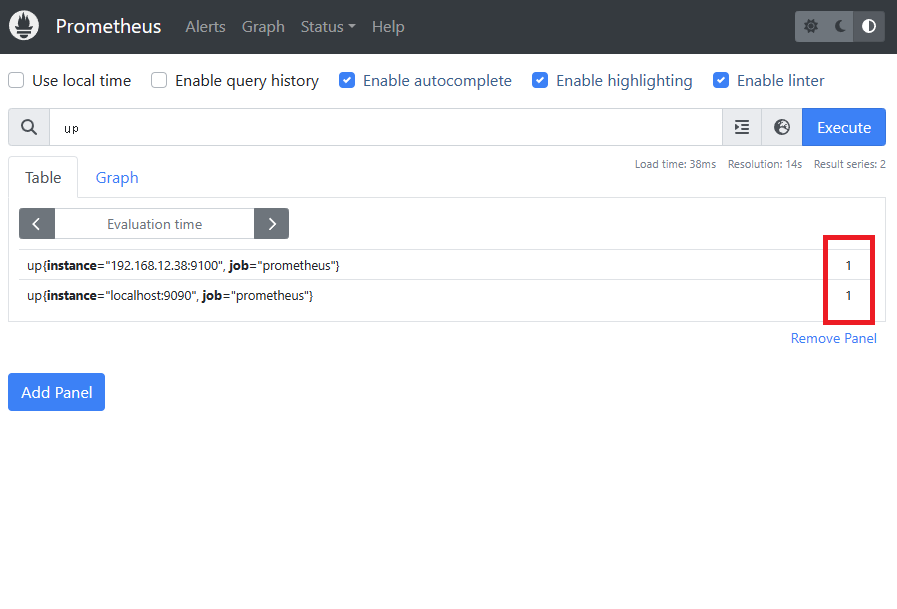 Prometheus Alerts Graph Status Help
Use local time Enable query history Enable autocomplete Enable highlighting Enable linter
up Execute
Load time: 38ms Resolution: 14s Result series: 2
Table Graph
Evaluation time
up{instance="192.168.12.38:9100", job="prometheus"} 1
up{instance="localhost:9090", job="prometheus"} 1
Remove Panel
Add Panel